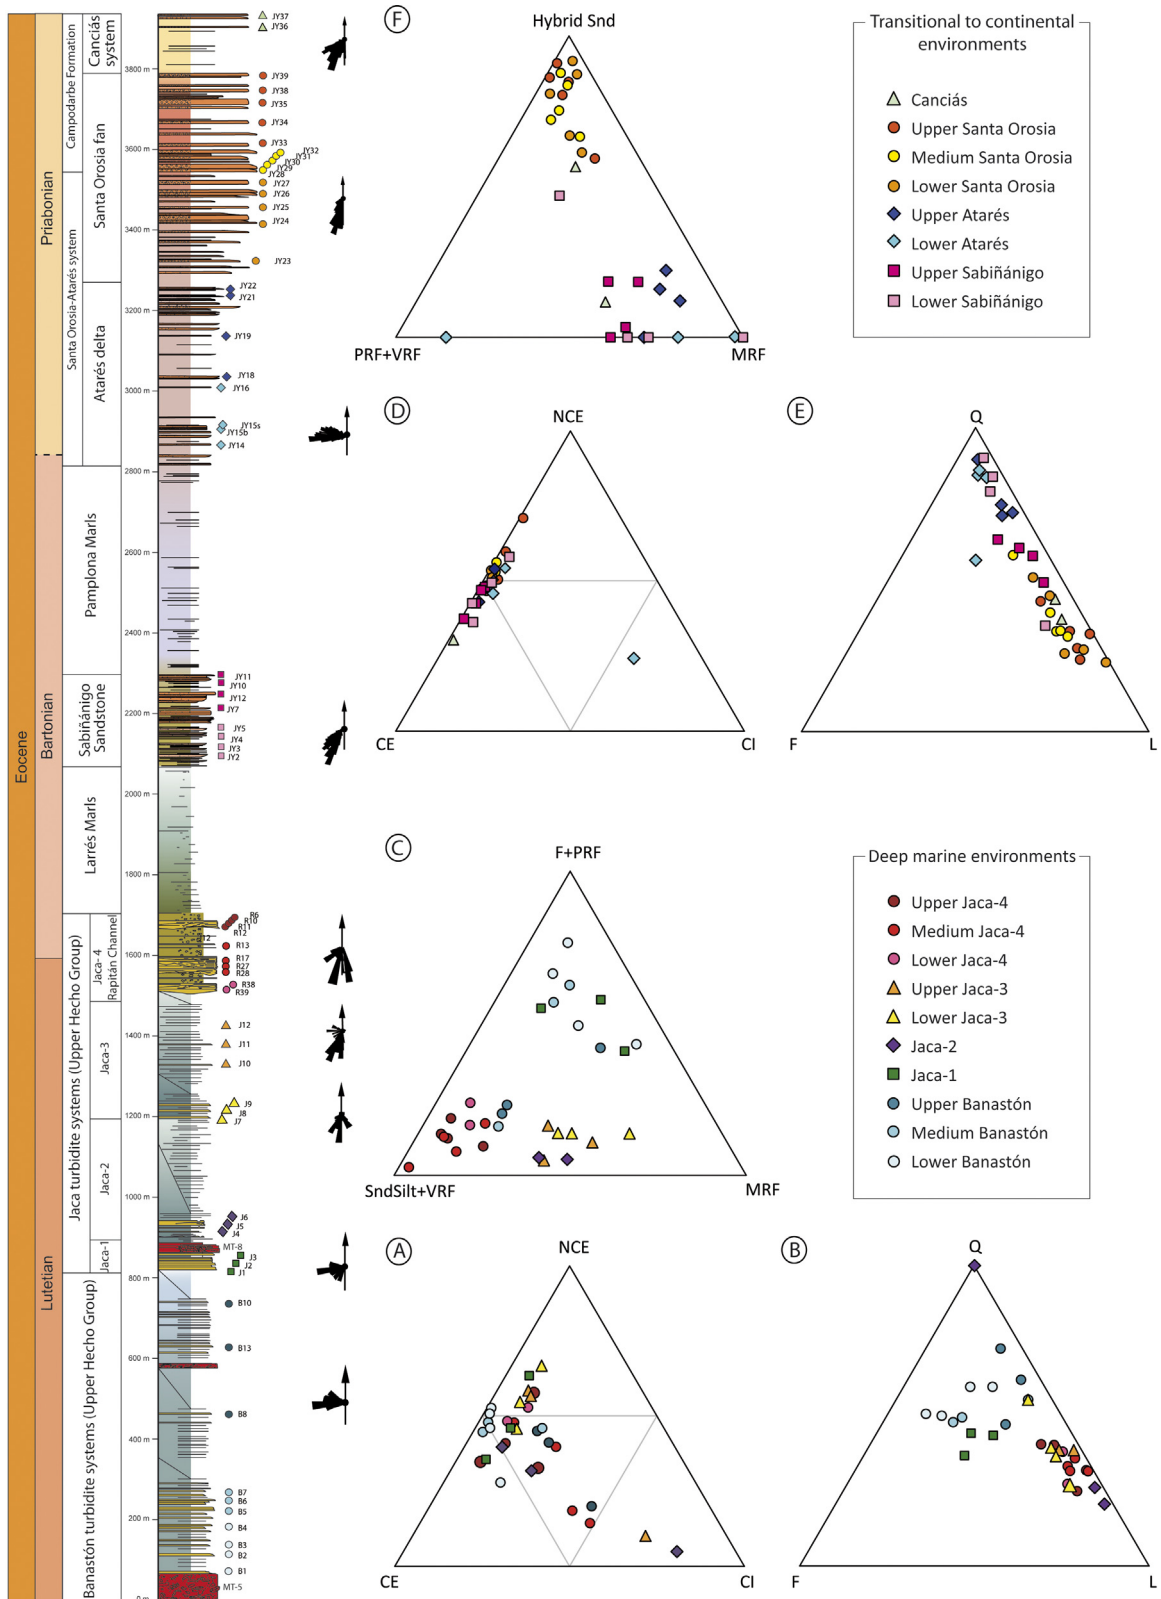 Eocene
Priabonian
Bartonian
Lutetian
Campodarbe Formation
Santa Orosia-Atarés system
Canciás
system
Santa Orosia fan
Atarés delta
Pamplona Marls
Sabiñánigo
Sandstone
Larrés Marls
Jaca turbidite systems (Upper Hecho Group)
Jaca-4
Rapitán Channel
Jaca-3
Jaca-2
Jaca-1
Banastón turbidite systems (Upper Hecho Group)
3800 m
3600 m
3400 m
3200 m
3000 m
2800 m
2600 m
2400 m
2200 m
2000 m
1800 m
1600 m
1400 m
1200 m
1000 m
800 m
600 m
400 m
200 m
0 m
JY37
JY36
JY39
JY38
JY35
JY34
JY33
JY32
JY31
JY30
JY29
JY28
JY27
JY26
JY25
JY24
JY23
JY22
JY21
JY19
JY18
JY16
JY15s
JY15b
JY14
JY11
JY10
JY12
JY7
JY5
JY4
JY3
JY2
R6
R10
R11
R12
J12
R13
R17
R27
R28
R38
R39
J12
J11
J10
J9
J8
J7
J6
J5
J4
MT-8
J3
J2
J1
B10
B13
B8
B7
B6
B5
B4
B3
B2
B1
MT-5
F
Hybrid Snd
PRF+VRF
MRF
Transitional to continental
environments
Canciás
Upper Santa Orosia
Medium Santa Orosia
Lower Santa Orosia
Upper Atarés
Lower Atarés
Upper Sabiñánigo
Lower Sabiñánigo
D
NCE
CE
CI
E
Q
F
L
C
F+PRF
SndSilt+VRF
MRF
Deep marine environments
Upper Jaca-4
Medium Jaca-4
Lower Jaca-4
Upper Jaca-3
Lower Jaca-3
Jaca-2
Jaca-1
Upper Banastón
Medium Banastón
Lower Banastón
A
NCE
CE
CI
B
Q
F
L